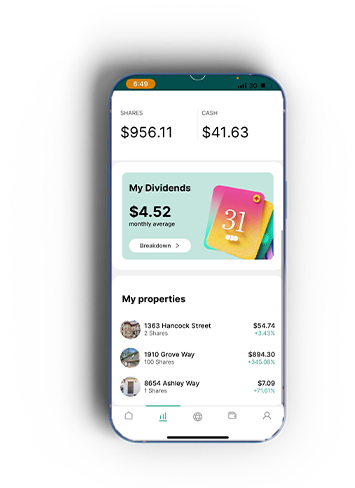 6:49
3G
SHARES CASH
$956.11 $41.63
My Dividends
$4.52
monthly average
Breakdown >
31
My properties
1363 Hancock Street $54.74
2 Shares +3.43%
1910 Grove Way $894.30
100 Shares +345.06%
8654 Ashley Way $7.09
1 Shares +71.61%